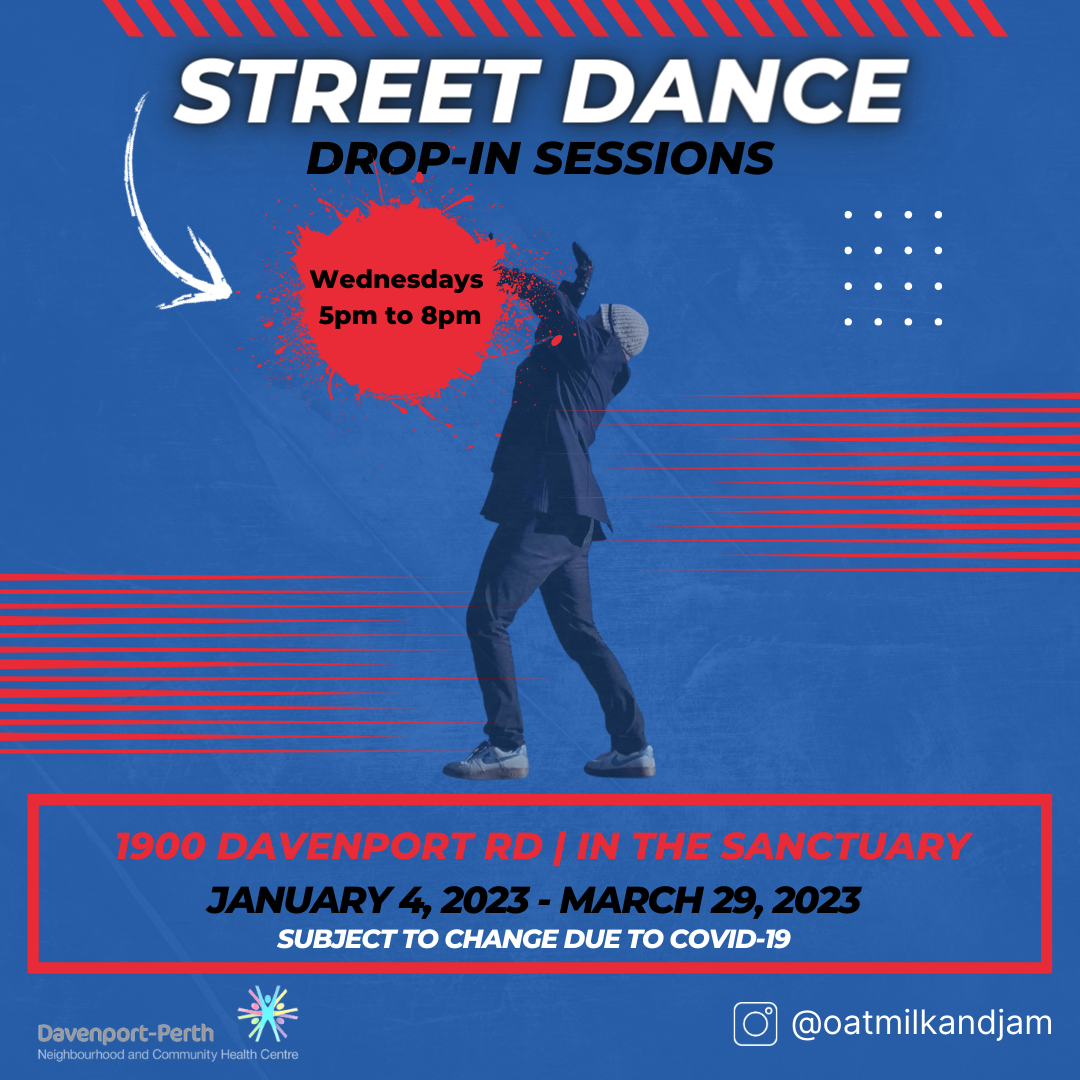 STREET DANCE
DROP-IN SESSIONS
Wednesdays
5pm to 8pm
1900 DAVENPORT RD | IN THE SANCTUARY
JANUARY 4, 2023 - MARCH 29, 2023
SUBJECT TO CHANGE DUE TO COVID-19
Davenport-Perth
Neighbourhood and Community Health Centre
@oatmilkandjam